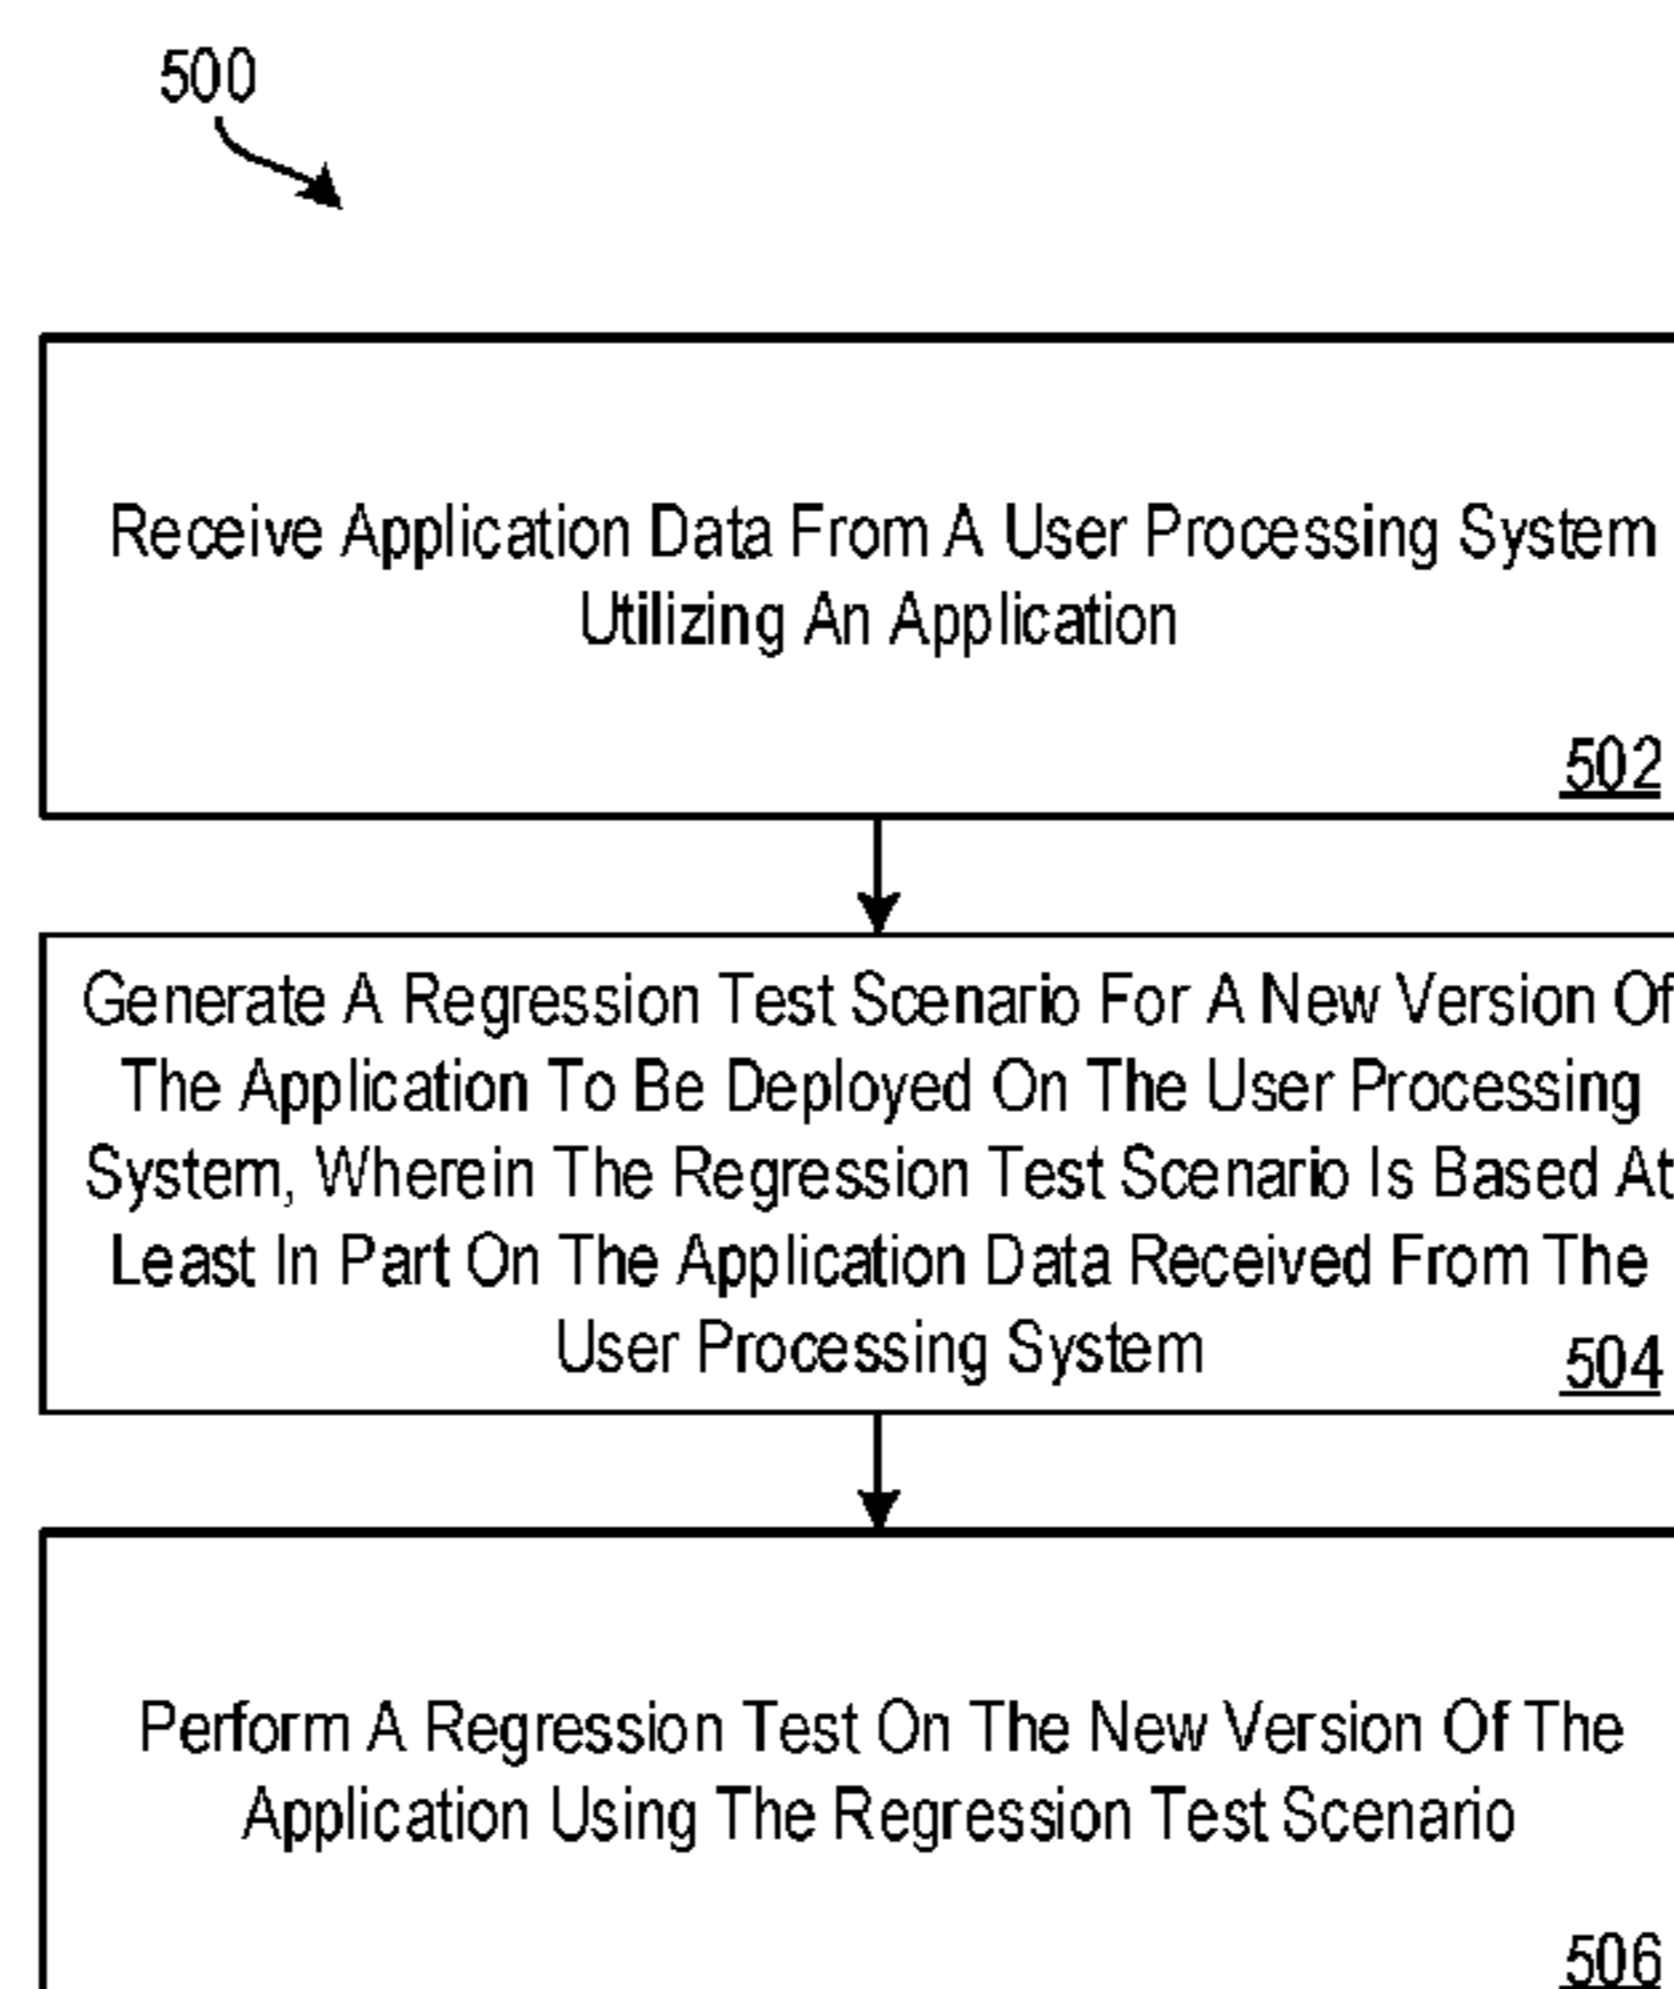 500
Receive Application Data From A User Processing System
Utilizing An Application
502
Generate A Regression Test Scenario For A New Version Of
The Application To Be Deployed On The User Processing
System, Wherein The Regression Test Scenario Is Based At
Least In Part On The Application Data Received From The
User Processing System
504
Perform A Regression Test On The New Version Of The
Application Using The Regression Test Scenario
506